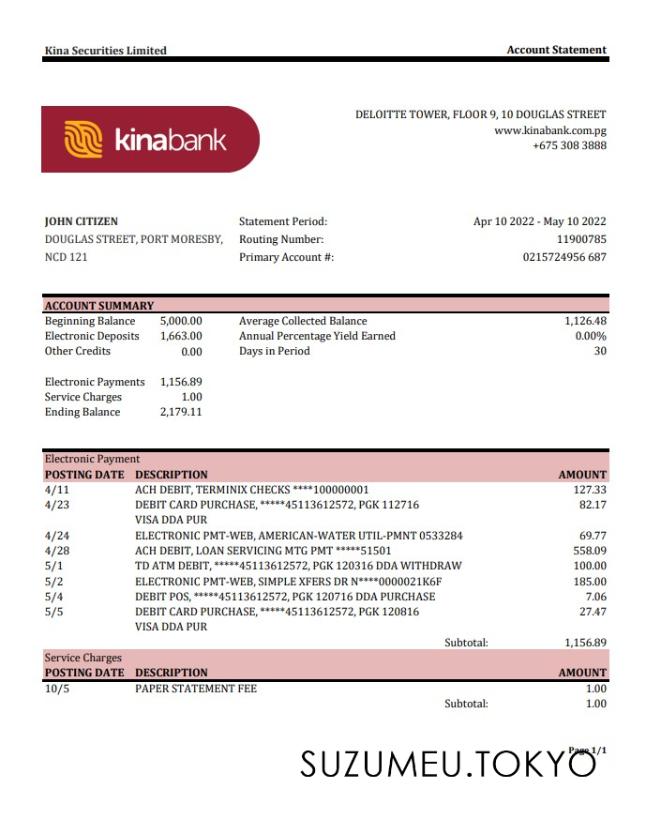 Kina Securities Limited Account Statement
kinabank
DELOITTE TOWER, FLOOR 9, 10 DOUGLAS STREET
www.kinabank.com.pg
+675 308 3888
JOHN CITIZEN Statement Period: Apr 10 2022 - May 10 2022
DOUGLAS STREET, PORT MORESBY, Routing Number: 11900785
NCD 121 Primary Account #: 0215724956 687
ACCOUNT SUMMARY
Beginning Balance 5,000.00 Average Collected Balance 1,126.48
Electronic Deposits 1,663.00 Annual Percentage Yield Earned 0.00%
Other Credits 0.00 Days in Period 30
Electronic Payments 1,156.89
Service Charges 1.00
Ending Balance 2,179.11
Electronic Payment
POSTING DATE DESCRIPTION AMOUNT
4/11 ACH DEBIT, TERMINIX CHECKS ****100000001 127.33
4/23 DEBIT CARD PURCHASE, *****45113612572, PGK 112716 82.17
VISA DDA PUR
4/24 ELECTRONIC PMT-WEB, AMERICAN-WATER UTIL-PMNT 0533284 69.77
4/28 ACH DEBIT, LOAN SERVICING MTG PMT *****51501 558.09
5/1 TD ATM DEBIT, *****45113612572, PGK 120316 DDA WITHDRAW 100.00
5/2 ELECTRONIC PMT-WEB, SIMPLE XFERS DR N****0000021K6F 185.00
5/4 DEBIT POS, *****45113612572, PGK 120716 DDA PURCHASE 7.06
5/5 DEBIT CARD PURCHASE, *****45113612572, PGK 120816 27.47
VISA DDA PUR
Subtotal: 1,156.89
Service Charges
POSTING DATE DESCRIPTION AMOUNT
10/5 PAPER STATEMENT FEE 1.00
Subtotal: 1.00
Page 1/1
SUZUMEU.TOKYO